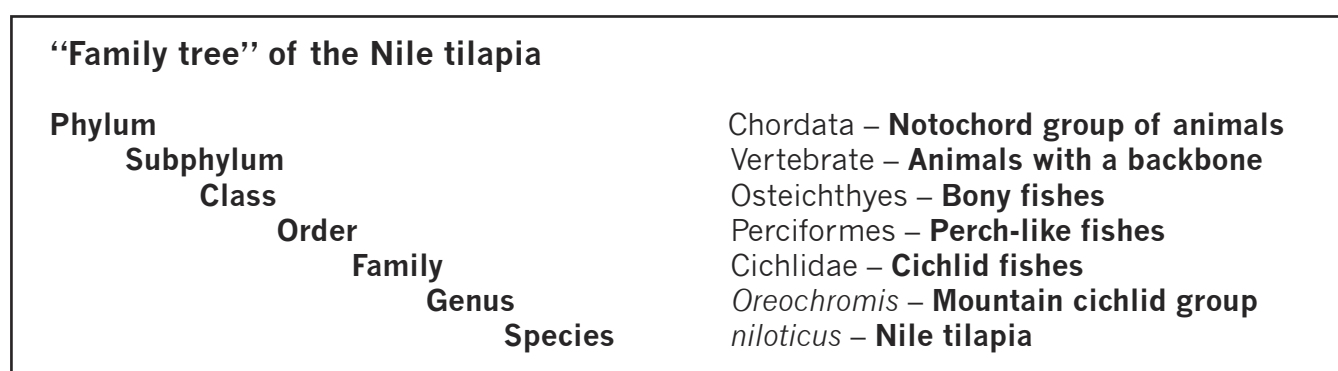 “Family tree” of the Nile tilapia
Phylum Chordata – Notochord group of animals
Subphylum Vertebrate – Animals with a backbone
Class Osteichthyes – Bony fishes
Order Perciformes – Perch-like fishes
Family Cichlidae – Cichlid fishes
Genus Oreochromis – Mountain cichlid group
Species niloticus – Nile tilapia